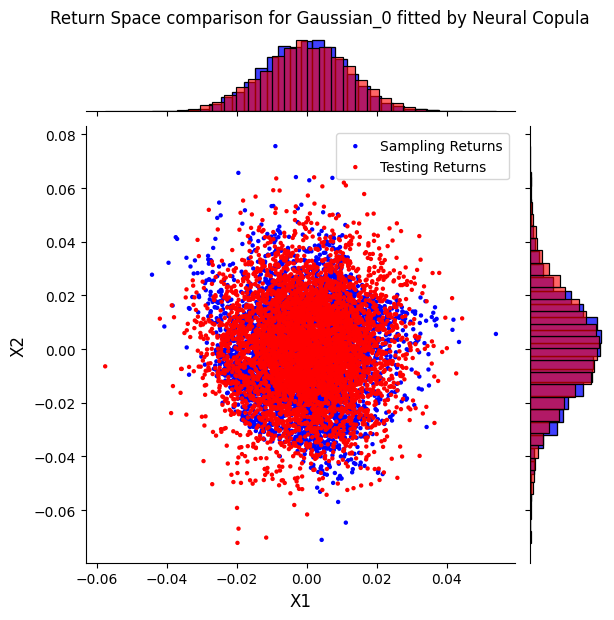 Return Space comparison for Gaussian_0 fitted by Neural Copula
Sampling Returns
Testing Returns
0.08
0.06
0.04
0.02
0.00
−0.02
−0.04
−0.06
X2
−0.06 −0.04 −0.02 0.00 0.02 0.04
X1